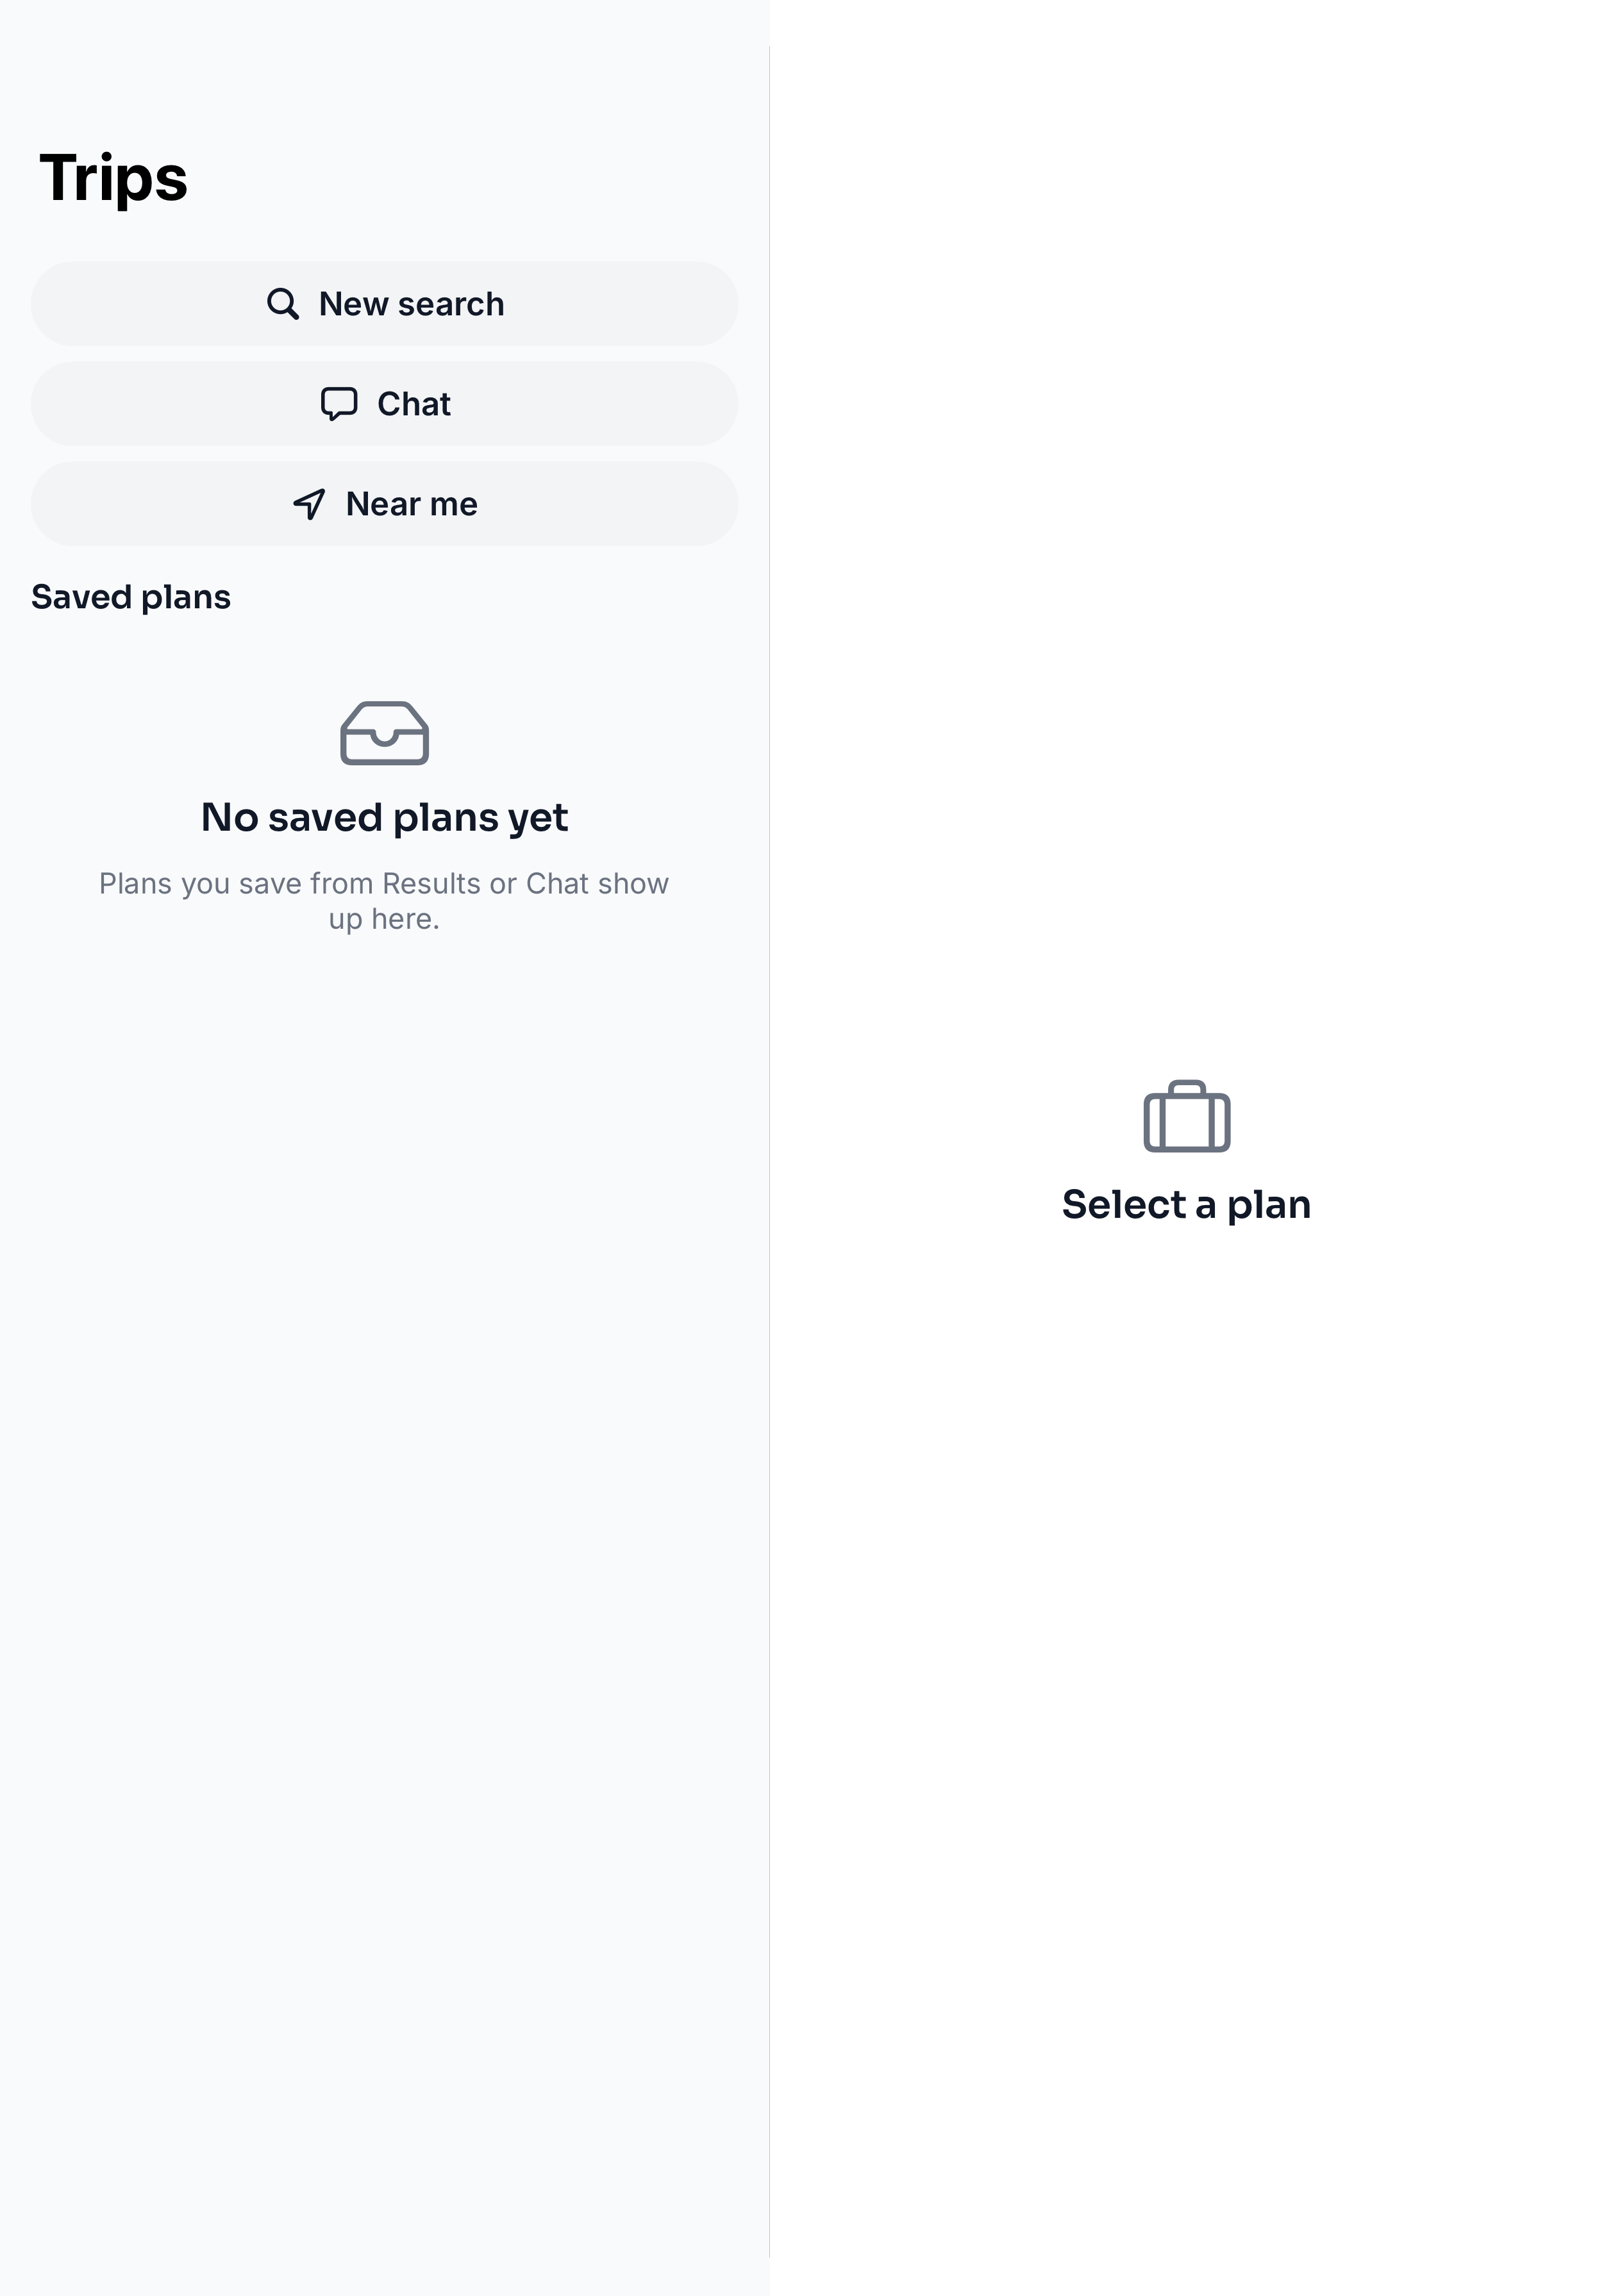 Trips
New search
Chat
Near me
Saved plans
No saved plans yet
Plans you save from Results or Chat show
up here.
Select a plan